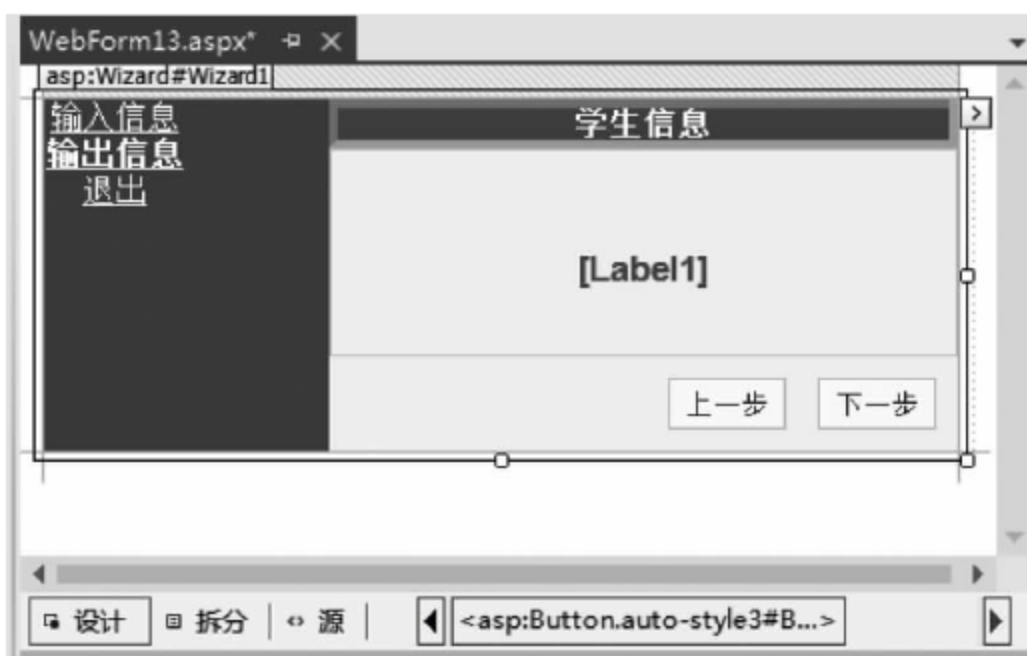 WebForm13.aspx*
asp:Wizard#Wizard1
输入信息
学生信息
输出信息
退出
[Label1]
上一步 下一步
设计 拆分 源 <asp:Button.auto-style3#B...>